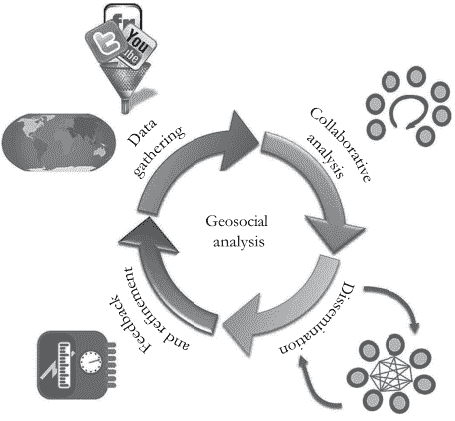 You
Tube
Data
gathering
Collaborative
analysis
Geosocial
analysis
Dissemination
Feedback
and refinement